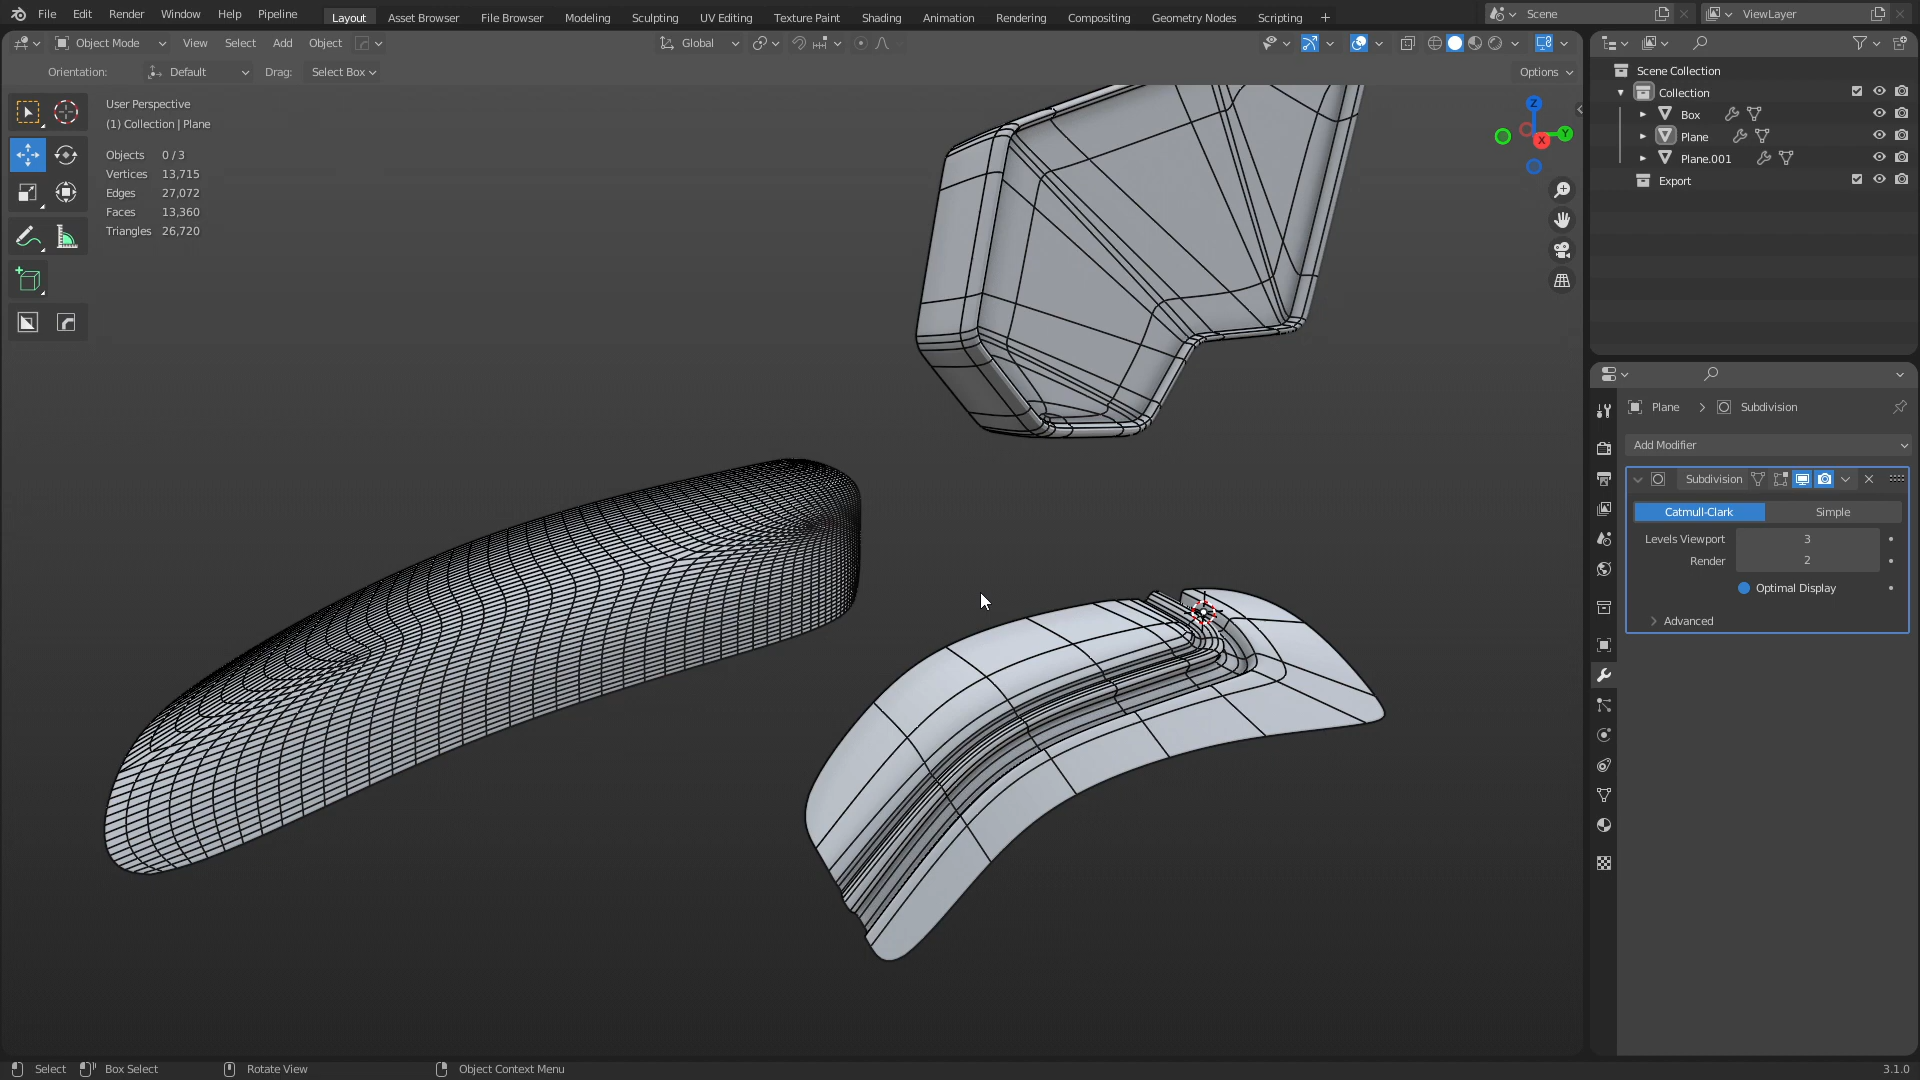 File Edit Render Window Help Pipeline Layout Asset Browser File Browser Modeling Sculpting UV Editing Texture Paint Shading Animation Rendering Compositing Geometry Nodes Scripting + Scene ViewLayer
Object Mode View Select Add Object Global
Orientation: Default Drag: Select Box Options
User Perspective
(1) Collection | Plane
Objects 0 / 3
Vertices 13,715
Edges 27,072
Faces 13,360
Triangles 26,720
Z
Y
X
Scene Collection
Collection
Box
Plane
Plane.001
Export
Plane > Subdivision
Add Modifier
Subdivision
Catmull-Clark Simple
Levels Viewport 3
Render 2
Optimal Display
Advanced
Select Box Select Rotate View Object Context Menu 3.1.0